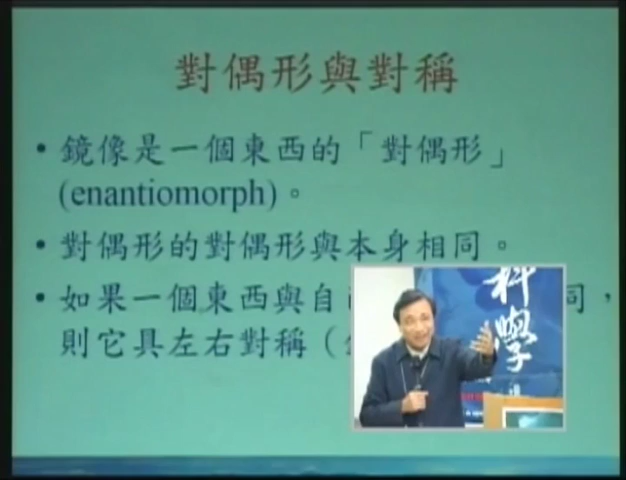 對偶形與對稱
• 鏡像是一個東西的「對偶形」
(enantiomorph)。
• 對偶形的對偶形與本身相同。
• 如果一個東西與自 同，
則它具左右對稱（
科學